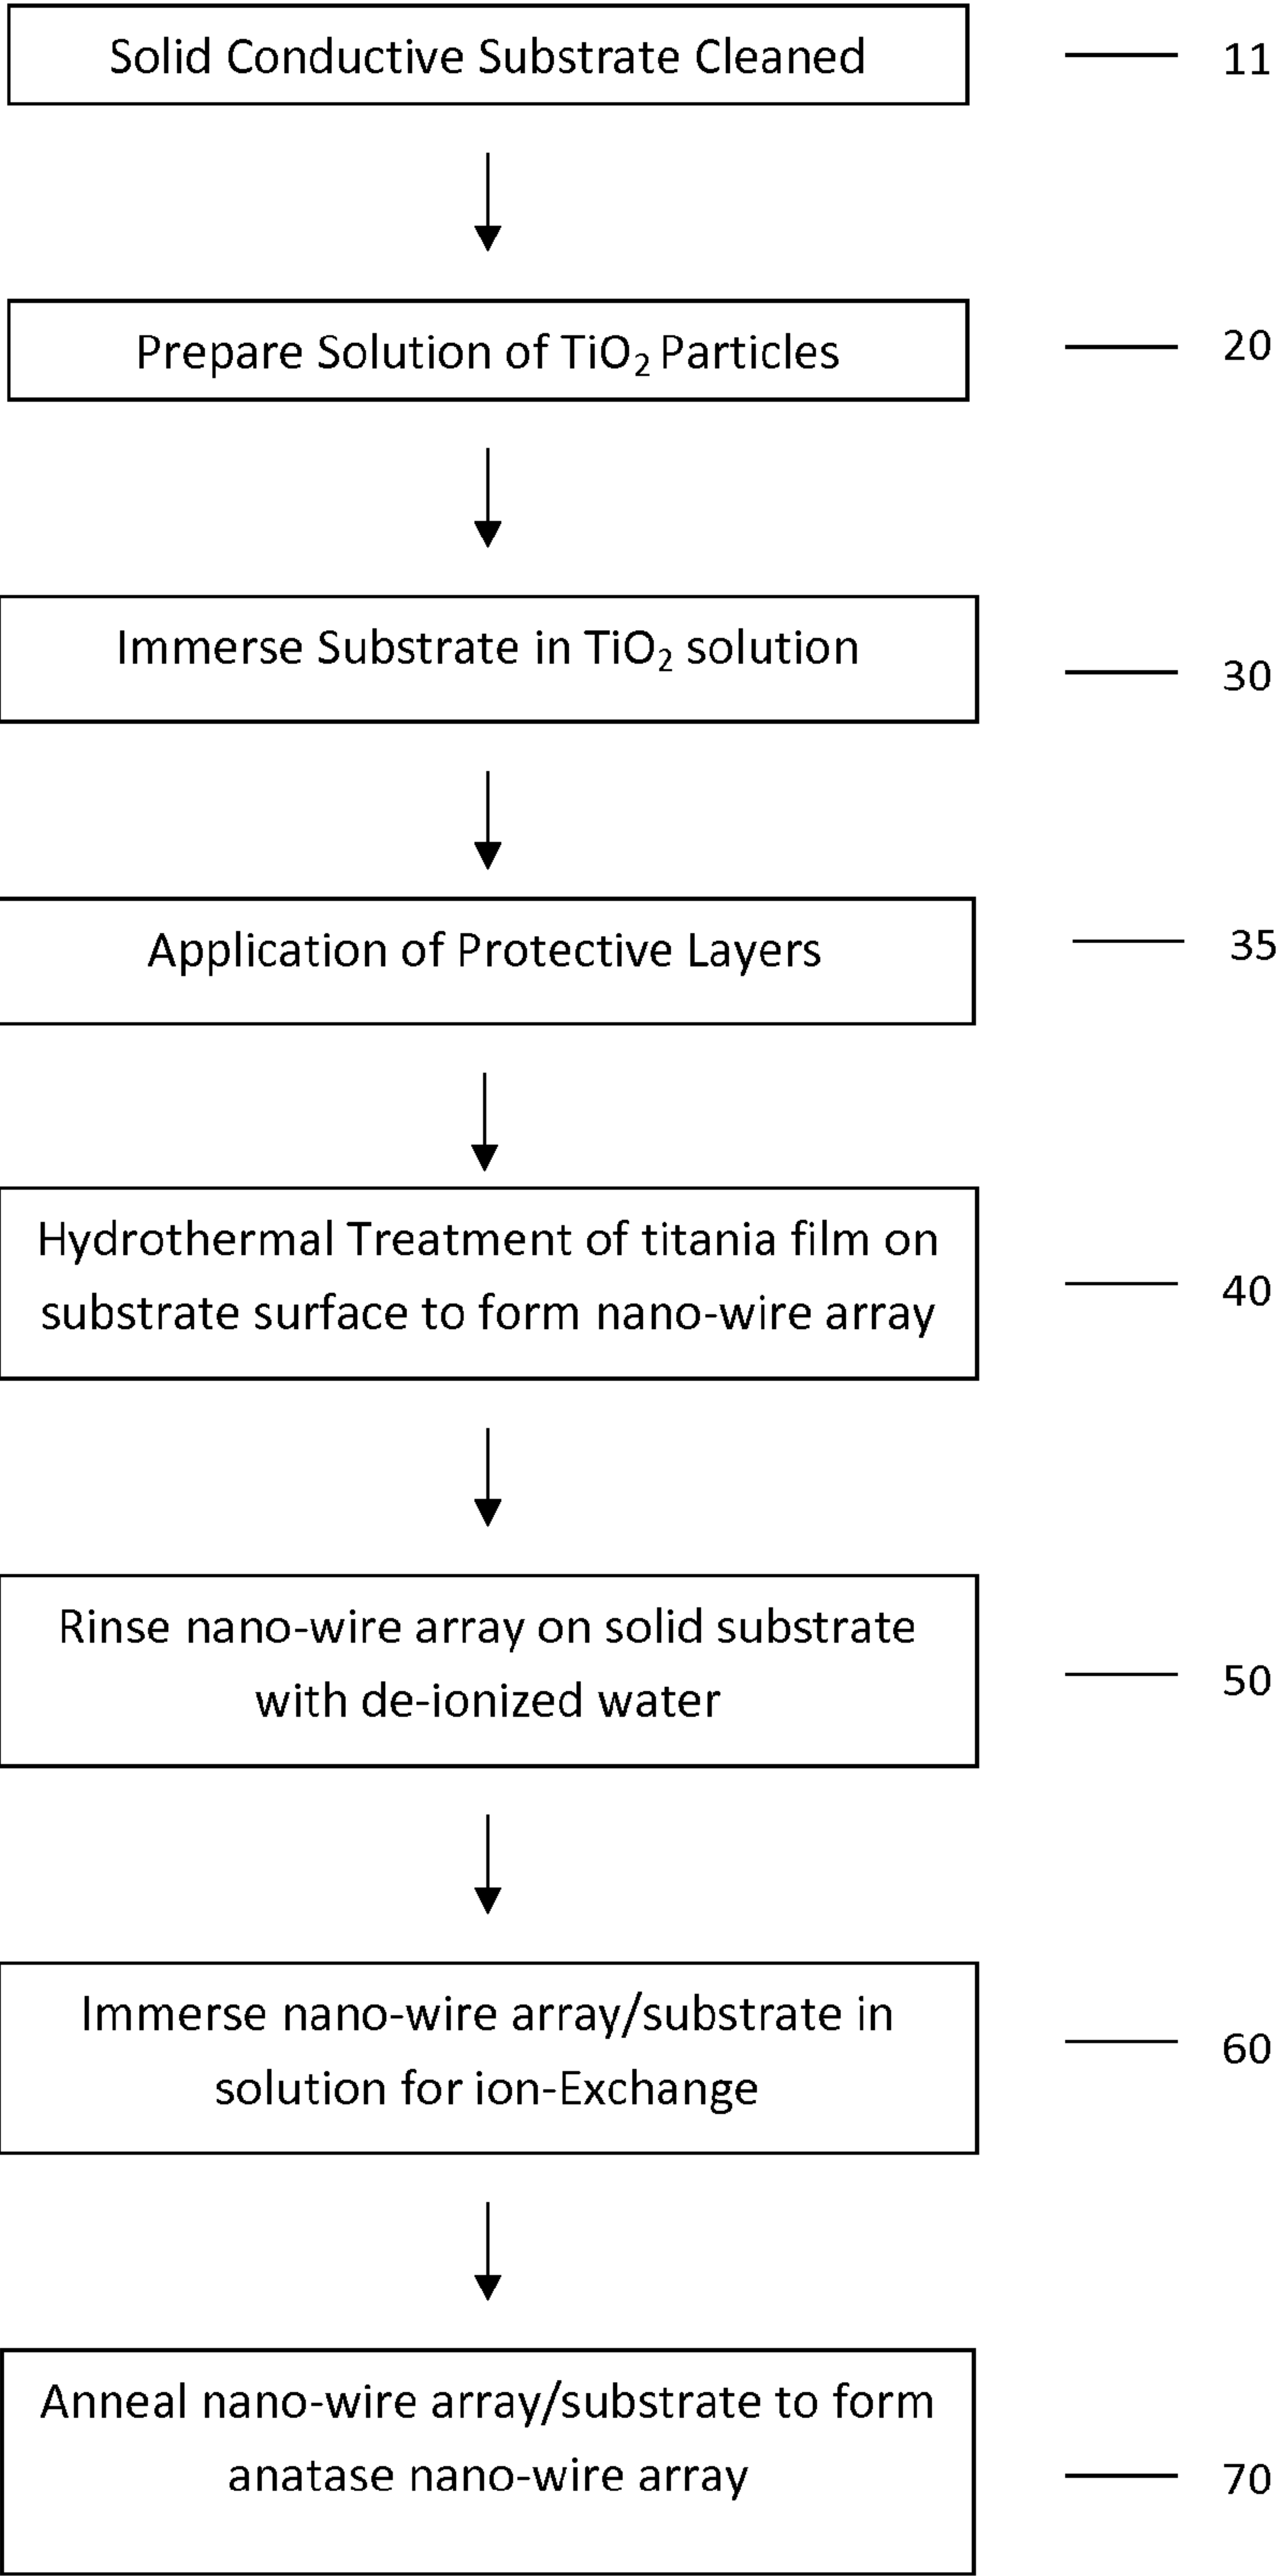 Solid Conductive Substrate Cleaned
11
Prepare Solution of TiO₂ Particles
20
Immerse Substrate in TiO₂ solution
30
Application of Protective Layers
35
Hydrothermal Treatment of titania film on
substrate surface to form nano-wire array
40
Rinse nano-wire array on solid substrate
with de-ionized water
50
Immerse nano-wire array/substrate in
solution for ion-Exchange
60
Anneal nano-wire array/substrate to form
anatase nano-wire array
70